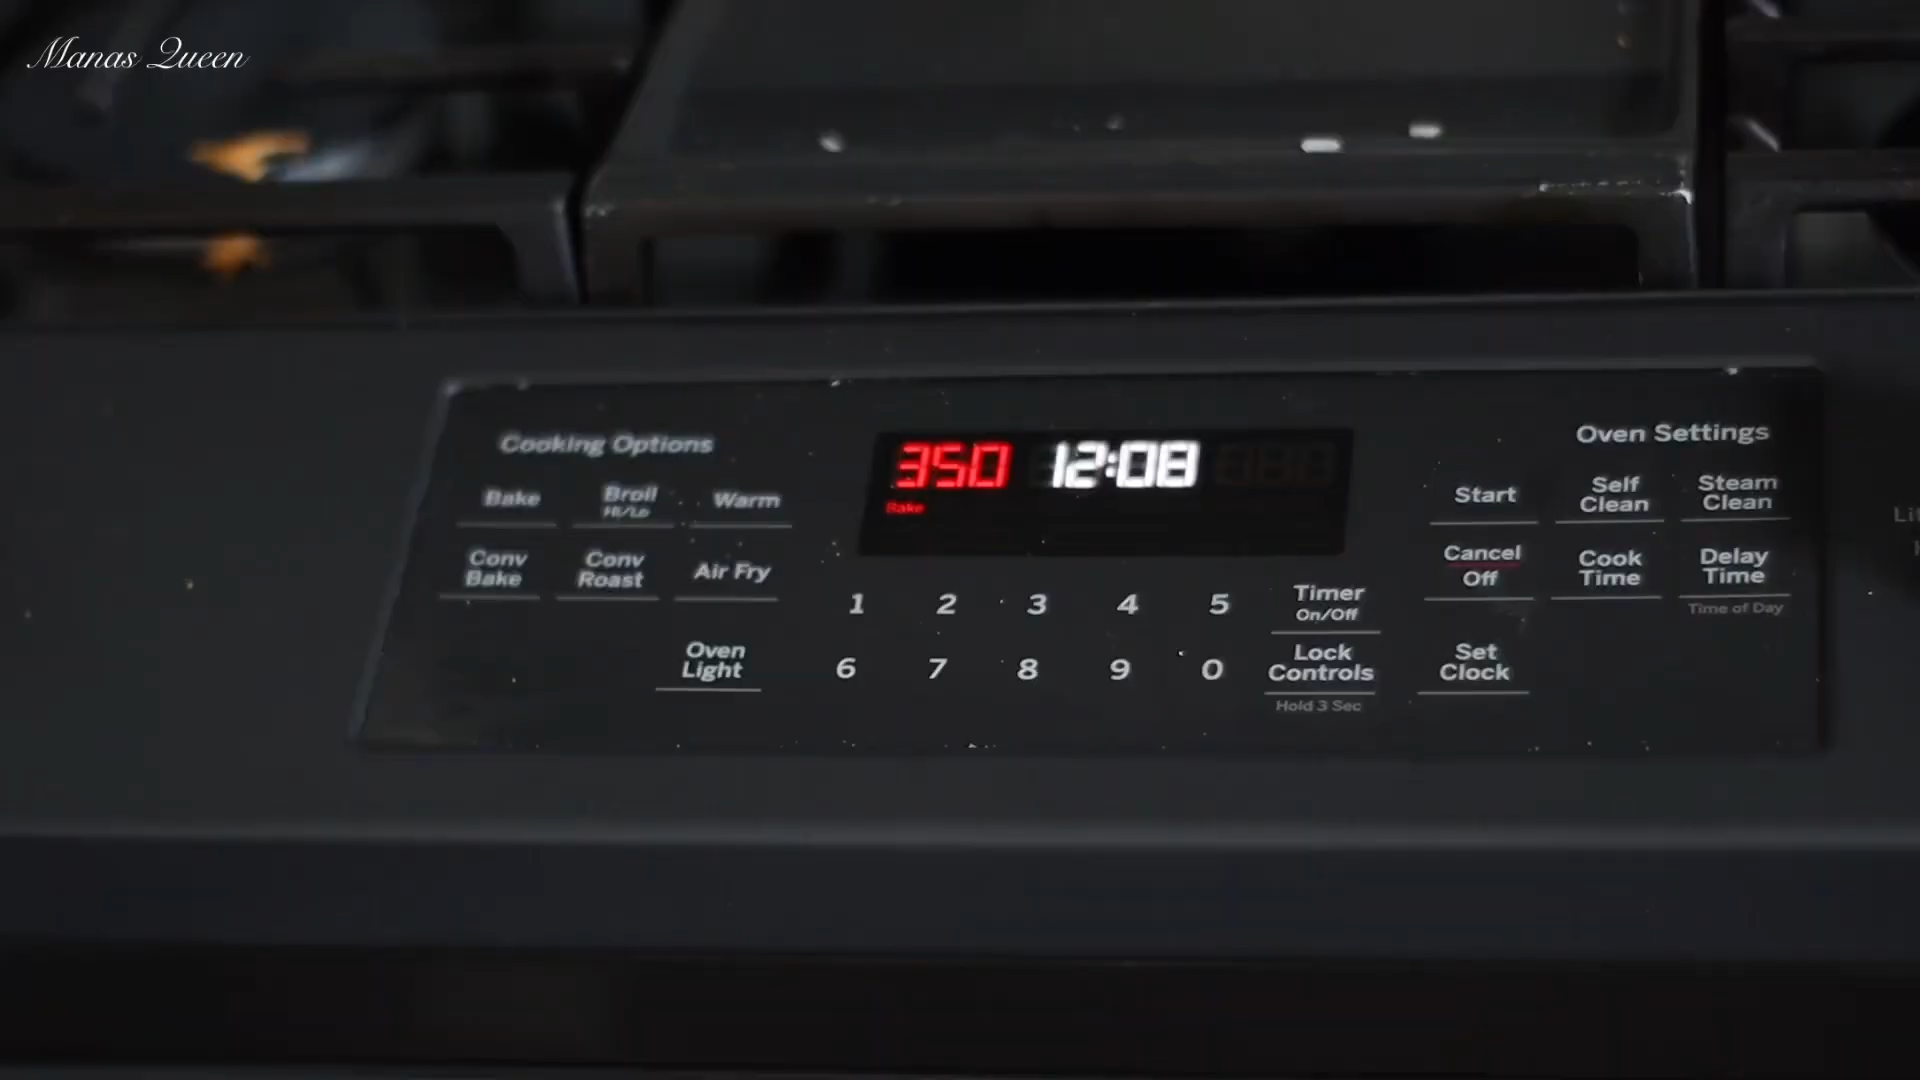 Manas Queen
Cooking Options
Bake
Broil
Hi/Lo
Warm
Conv
Bake
Conv
Roast
Air Fry
Oven
Light
350 12:08
Bake
1 2 3 4 5
6 7 8 9 0
Timer
On/Off
Lock
Controls
Hold 3 Sec
Oven Settings
Start
Self
Clean
Steam
Clean
Cancel
Off
Cook
Time
Delay
Time
Time of Day
Set
Clock